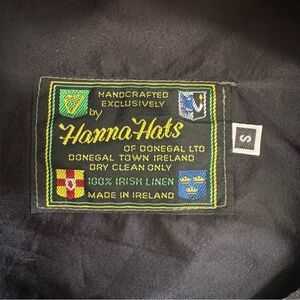 HANDCRAFTED
EXCLUSIVELY
by
Hanna Hats
OF DONEGAL LTD
DONEGAL TOWN IRELAND
DRY CLEAN ONLY
100% IRISH LINEN
MADE IN IRELAND
S